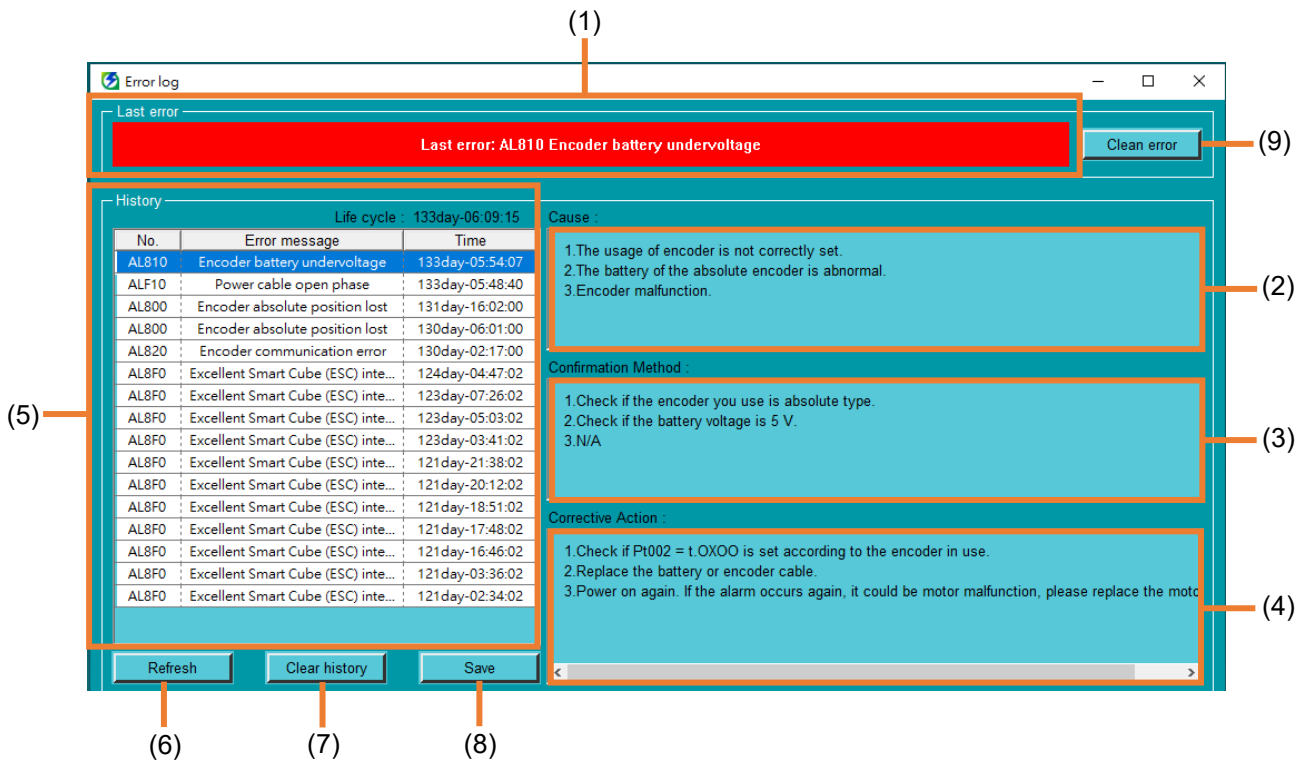 (1)
Error log
Last error
Last error: AL810 Encoder battery undervoltage
Clean error
(9)
History
Life cycle : 133day-06:09:15
No. Error message Time
AL810 Encoder battery undervoltage 133day-05:54:07
ALF10 Power cable open phase 133day-05:48:40
AL800 Encoder absolute position lost 131day-16:02:00
AL800 Encoder absolute position lost 130day-06:01:00
AL820 Encoder communication error 130day-02:17:00
AL8F0 Excellent Smart Cube (ESC) inte... 124day-04:47:02
AL8F0 Excellent Smart Cube (ESC) inte... 123day-07:26:02
AL8F0 Excellent Smart Cube (ESC) inte... 123day-05:03:02
AL8F0 Excellent Smart Cube (ESC) inte... 123day-03:41:02
AL8F0 Excellent Smart Cube (ESC) inte... 121day-21:38:02
AL8F0 Excellent Smart Cube (ESC) inte... 121day-20:12:02
AL8F0 Excellent Smart Cube (ESC) inte... 121day-18:51:02
AL8F0 Excellent Smart Cube (ESC) inte... 121day-17:48:02
AL8F0 Excellent Smart Cube (ESC) inte... 121day-16:46:02
AL8F0 Excellent Smart Cube (ESC) inte... 121day-03:36:02
AL8F0 Excellent Smart Cube (ESC) inte... 121day-02:34:02
(5)
Cause :
1.The usage of encoder is not correctly set.
2.The battery of the absolute encoder is abnormal.
3.Encoder malfunction.
(2)
Confirmation Method :
1.Check if the encoder you use is absolute type.
2.Check if the battery voltage is 5 V.
3.N/A
(3)
Corrective Action :
1.Check if Pt002 = t.OXOO is set according to the encoder in use.
2.Replace the battery or encoder cable.
3.Power on again. If the alarm occurs again, it could be motor malfunction, please replace the moto
(4)
Refresh
Clear history
Save
(6)
(7)
(8)